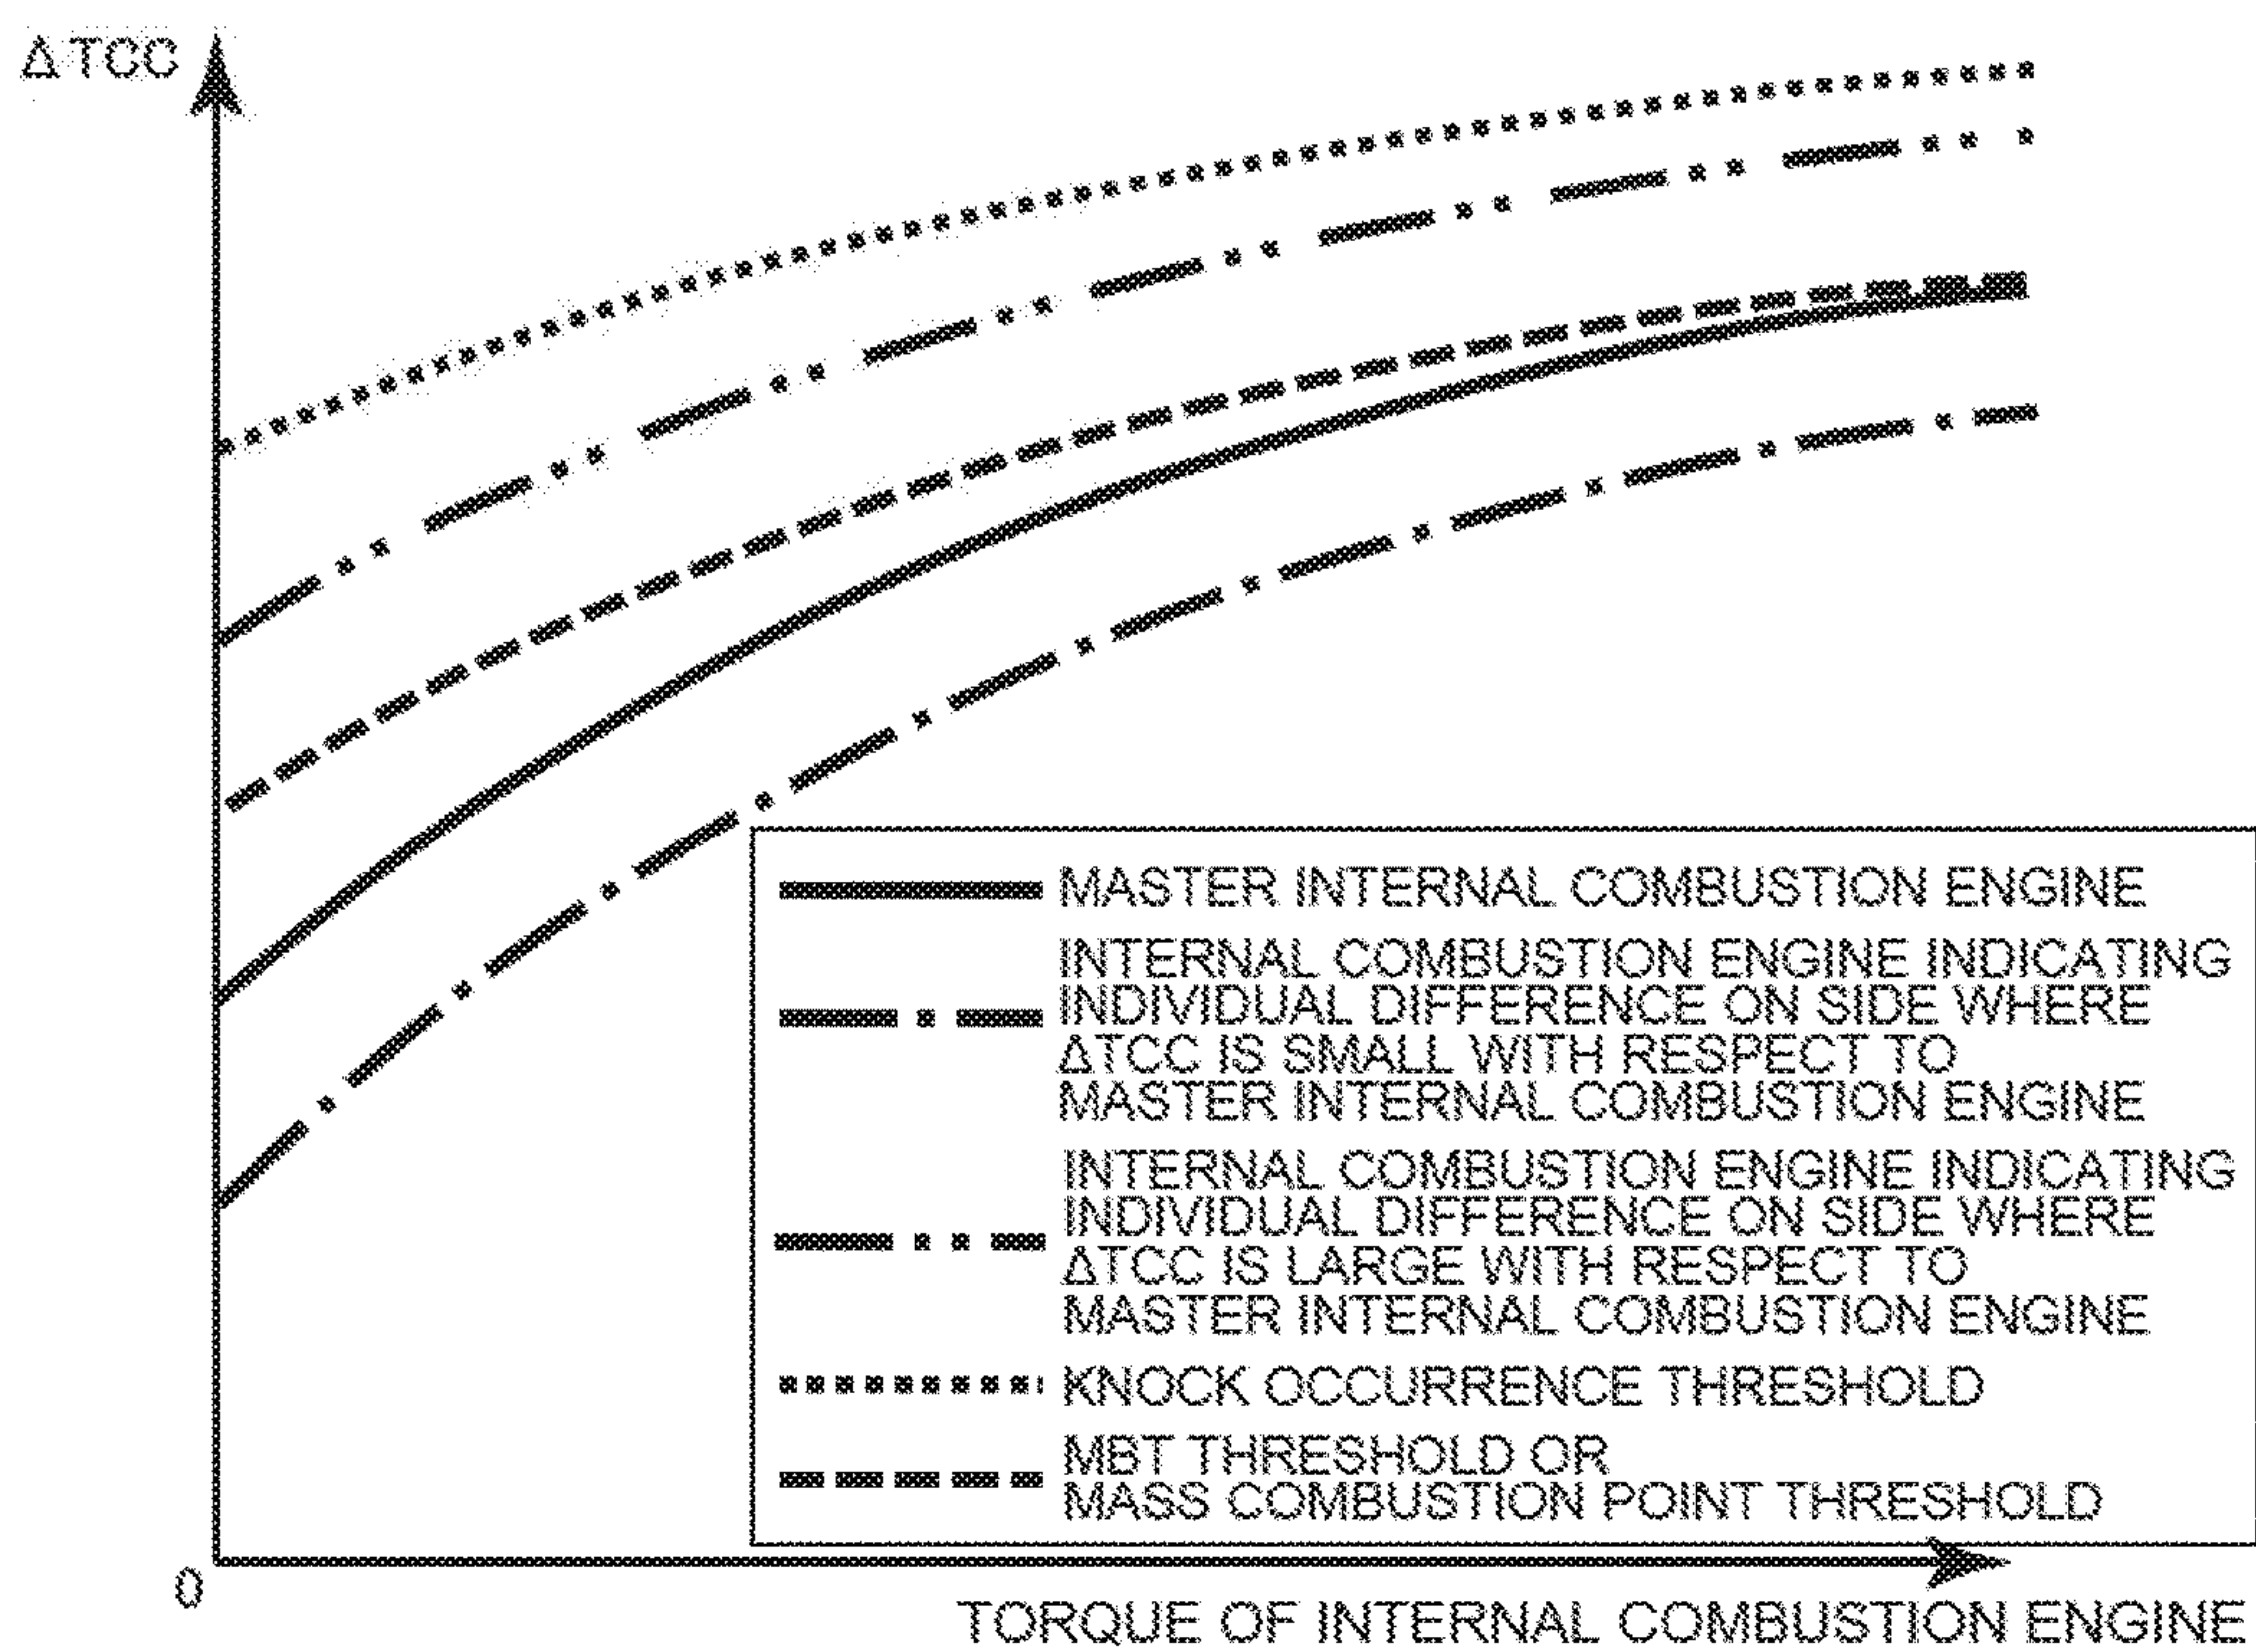 ΔTCC
MASTER INTERNAL COMBUSTION ENGINE
INTERNAL COMBUSTION ENGINE INDICATING
INDIVIDUAL DIFFERENCE ON SIDE WHERE
ΔTCC IS SMALL WITH RESPECT TO
MASTER INTERNAL COMBUSTION ENGINE
INTERNAL COMBUSTION ENGINE INDICATING
INDIVIDUAL DIFFERENCE ON SIDE WHERE
ΔTCC IS LARGE WITH RESPECT TO
MASTER INTERNAL COMBUSTION ENGINE
KNOCK OCCURRENCE THRESHOLD
MBT THRESHOLD OR
MASS COMBUSTION POINT THRESHOLD
0
TORQUE OF INTERNAL COMBUSTION ENGINE